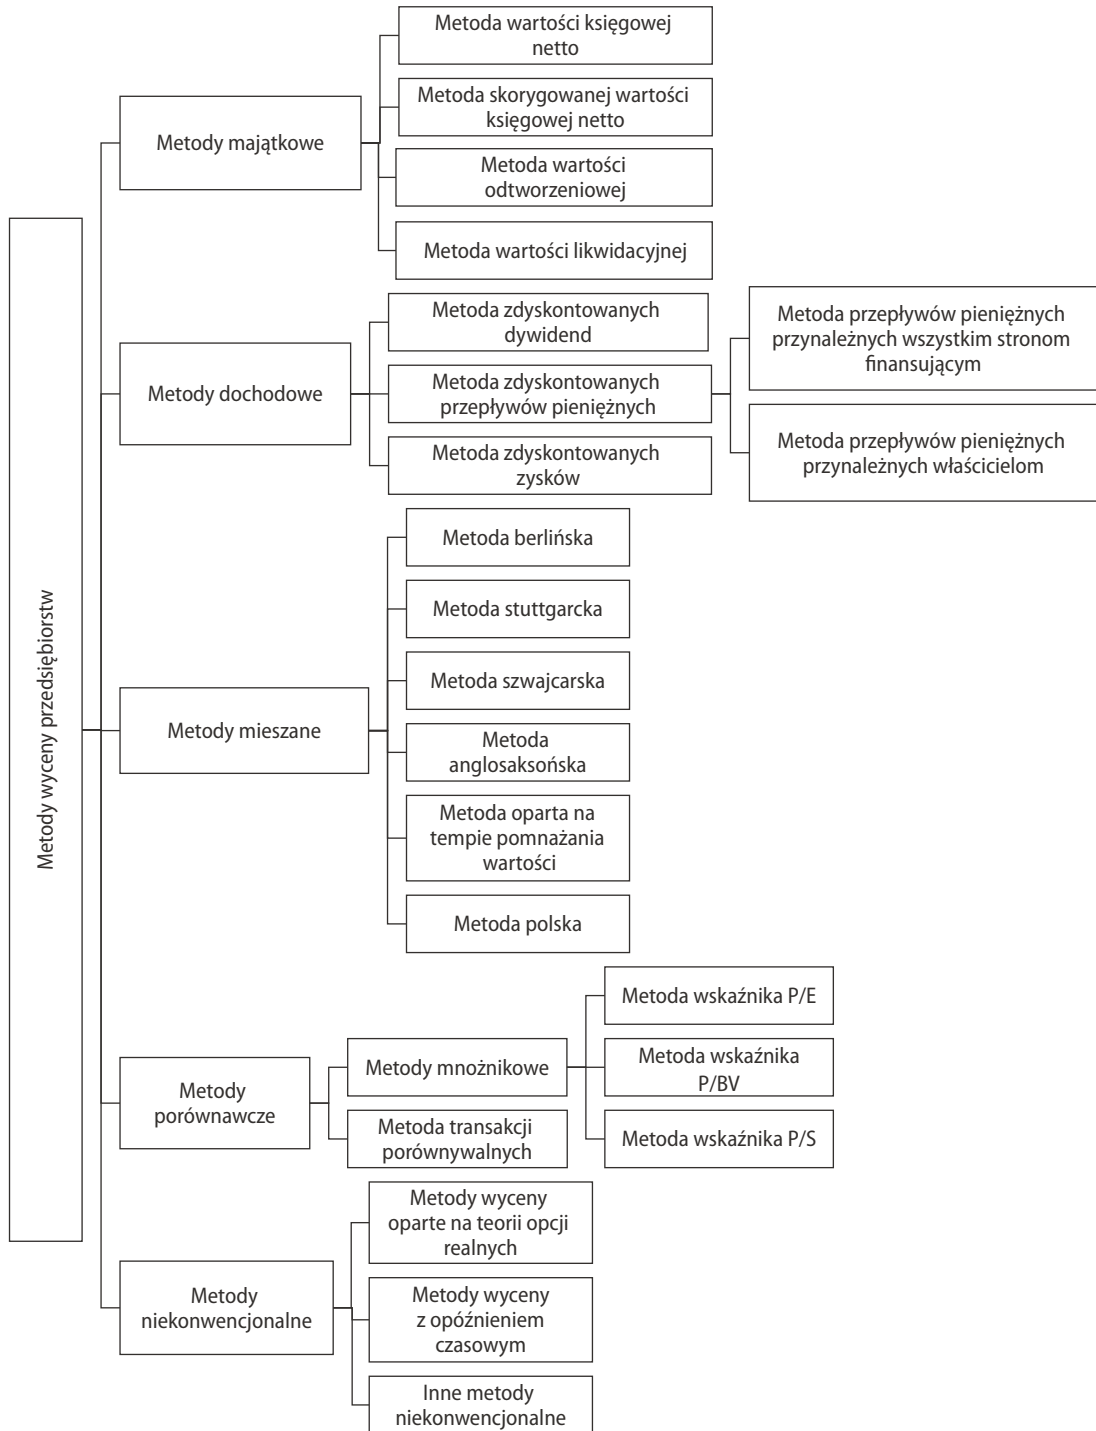 Metody wyceny przedsiębiorstw
Metody majątkowe
Metoda wartości księgowej
netto
Metoda skorygowanej wartości
księgowej netto
Metoda wartości
odtworzeniowej
Metoda wartości likwidacyjnej
Metody dochodowe
Metoda zdyskontowanych
dywidend
Metoda zdyskontowanych
przepływów pieniężnych
Metoda przepływów pieniężnych
przynależnych wszystkim stronom
finansującym
Metoda przepływów pieniężnych
przynależnych właścicielom
Metoda zdyskontowanych
zysków
Metody mieszane
Metoda berlińska
Metoda stuttgarcka
Metoda szwajcarska
Metoda
anglosaksońska
Metoda oparta na
tempie pomnażania
wartości
Metoda polska
Metody
porównawcze
Metody mnożnikowe
Metoda wskaźnika P/E
Metoda wskaźnika
P/BV
Metoda wskaźnika P/S
Metoda transakcji
porównywalnych
Metody
niekonwencjonalne
Metody wyceny
oparte na teorii opcji
realnych
Metody wyceny
z opóźnieniem
czasowym
Inne metody
niekonwencjonalne